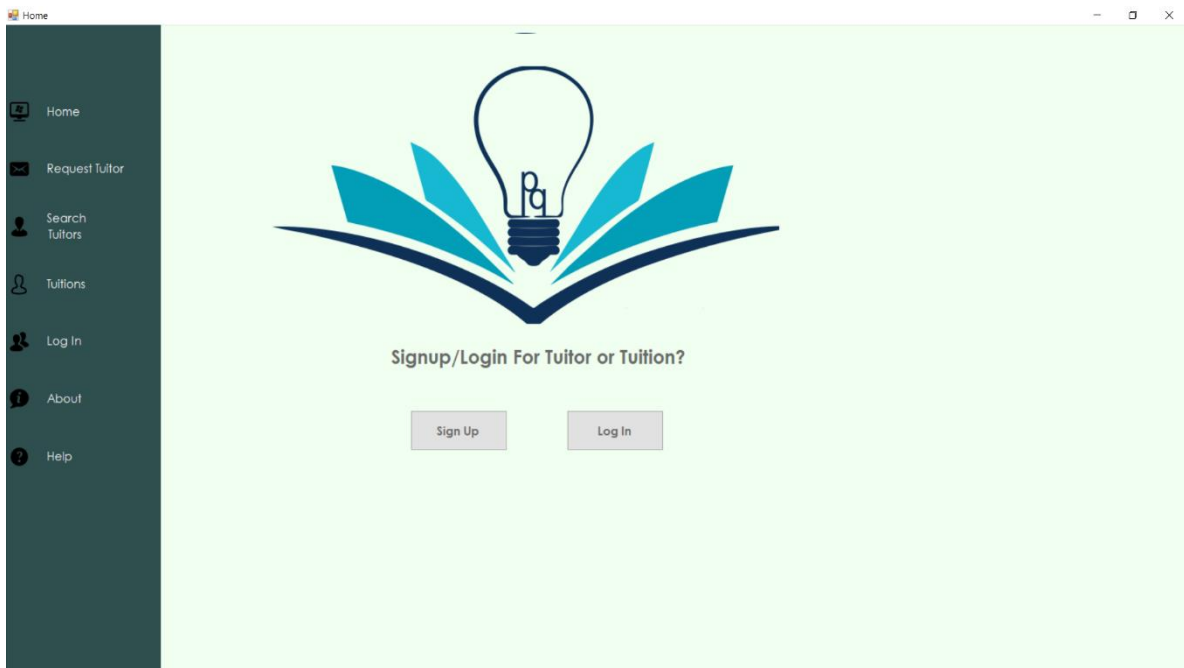 Home
Home
Request Tuitor
Search
Tuitors
Tuitions
Log In
About
Help
pq
Signup/Login For Tuitor or Tuition?
Sign Up
Log In